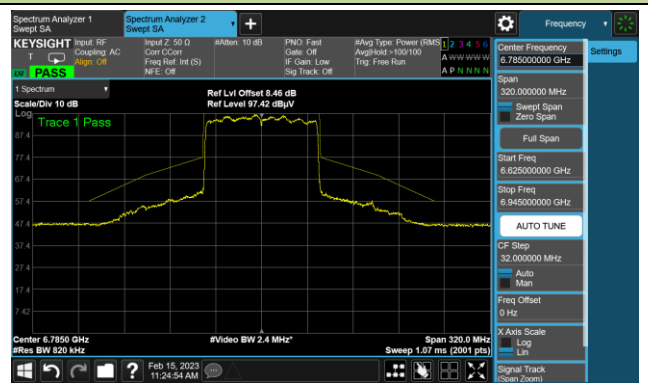 Spectrum Analyzer 1
Swept SA
Spectrum Analyzer 2
Swept SA
+
Frequency
KEYSIGHT
T
LW PASS
Input: RF
Coupling: AC
Align: Off
Input Z: 50 Ω
Corr CCorr
Freq Ref: Int (S)
NFE: Off
#Atten: 10 dB
PNO: Fast
Gate: Off
IF Gain: Low
Sig Track: Off
#Avg Type: Power (RMS
Avg|Hold >100/100
Trig: Free Run
1 2 3 4 5 6
A W W W W W
A P N N N N
1 Spectrum
Scale/Div 10 dB
Ref Lvl Offset 8.46 dB
Ref Level 97.42 dBμV
Log
Trace 1 Pass
87.4
77.4
67.4
57.4
47.4
37.4
27.4
17.4
7.42
Center 6.7850 GHz
#Res BW 820 kHz
#Video BW 2.4 MHz*
Span 320.0 MHz
Sweep 1.07 ms (2001 pts)
Center Frequency
6.785000000 GHz
Settings
Span
320.000000 MHz
Swept Span
Zero Span
Full Span
Start Freq
6.625000000 GHz
Stop Freq
6.945000000 GHz
AUTO TUNE
CF Step
32.000000 MHz
Auto
Man
Freq Offset
0 Hz
X Axis Scale
Log
Lin
Signal Track
(Span Zoom)
?
Feb 15, 2023
11:24:54 AM